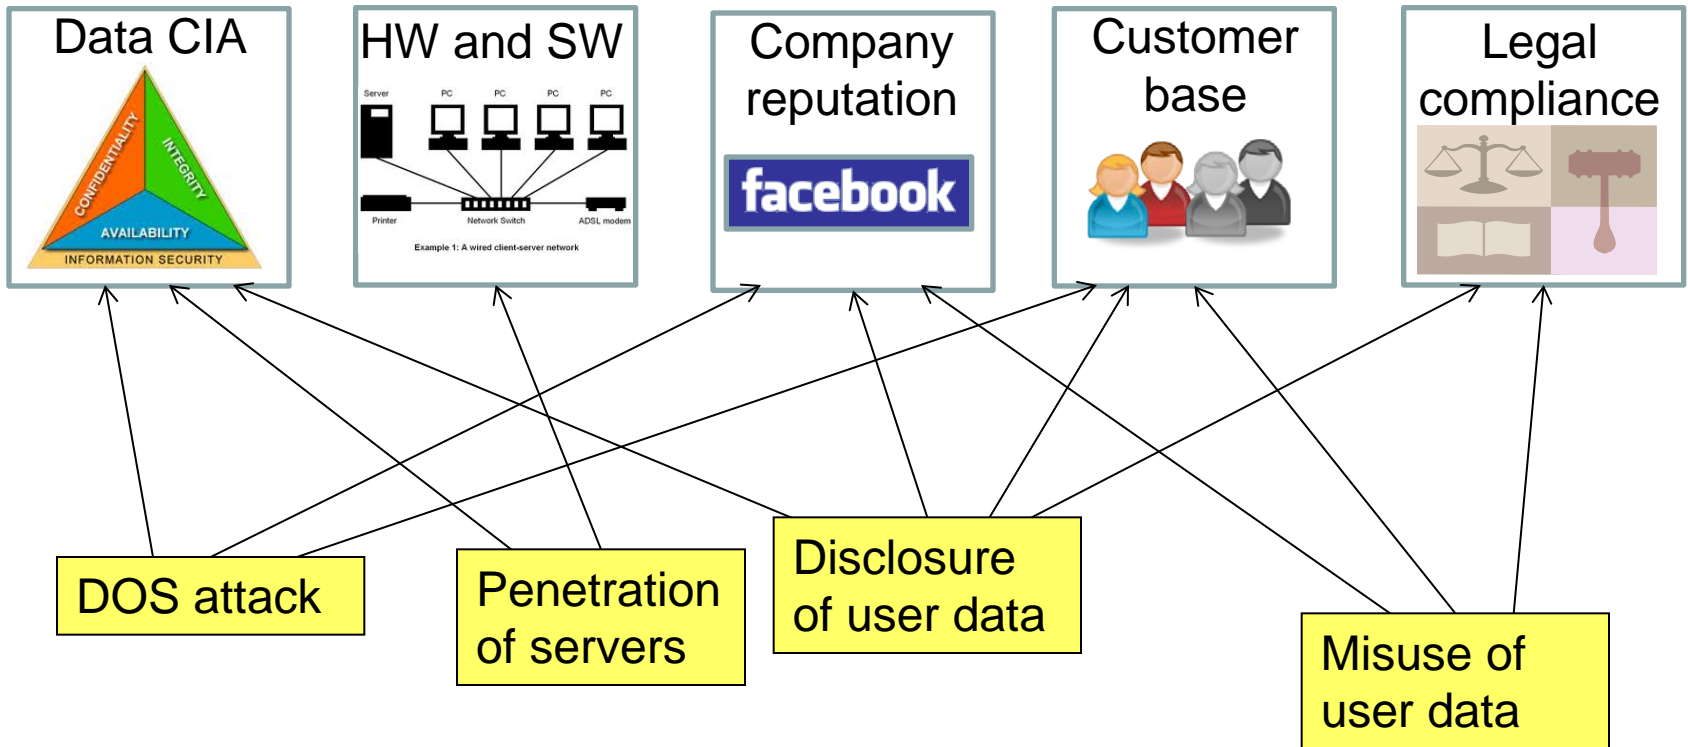 Data CIA
CONFIDENTIALITY
INTEGRITY
AVAILABILITY
INFORMATION SECURITY
HW and SW
Server
PC
PC
PC
PC
Printer
Network Switch
ADSL modem
Example 1: A wired client-server network
Company
reputation
facebook
Customer
base
Legal
compliance
DOS attack
Penetration
of servers
Disclosure
of user data
Misuse of
user data